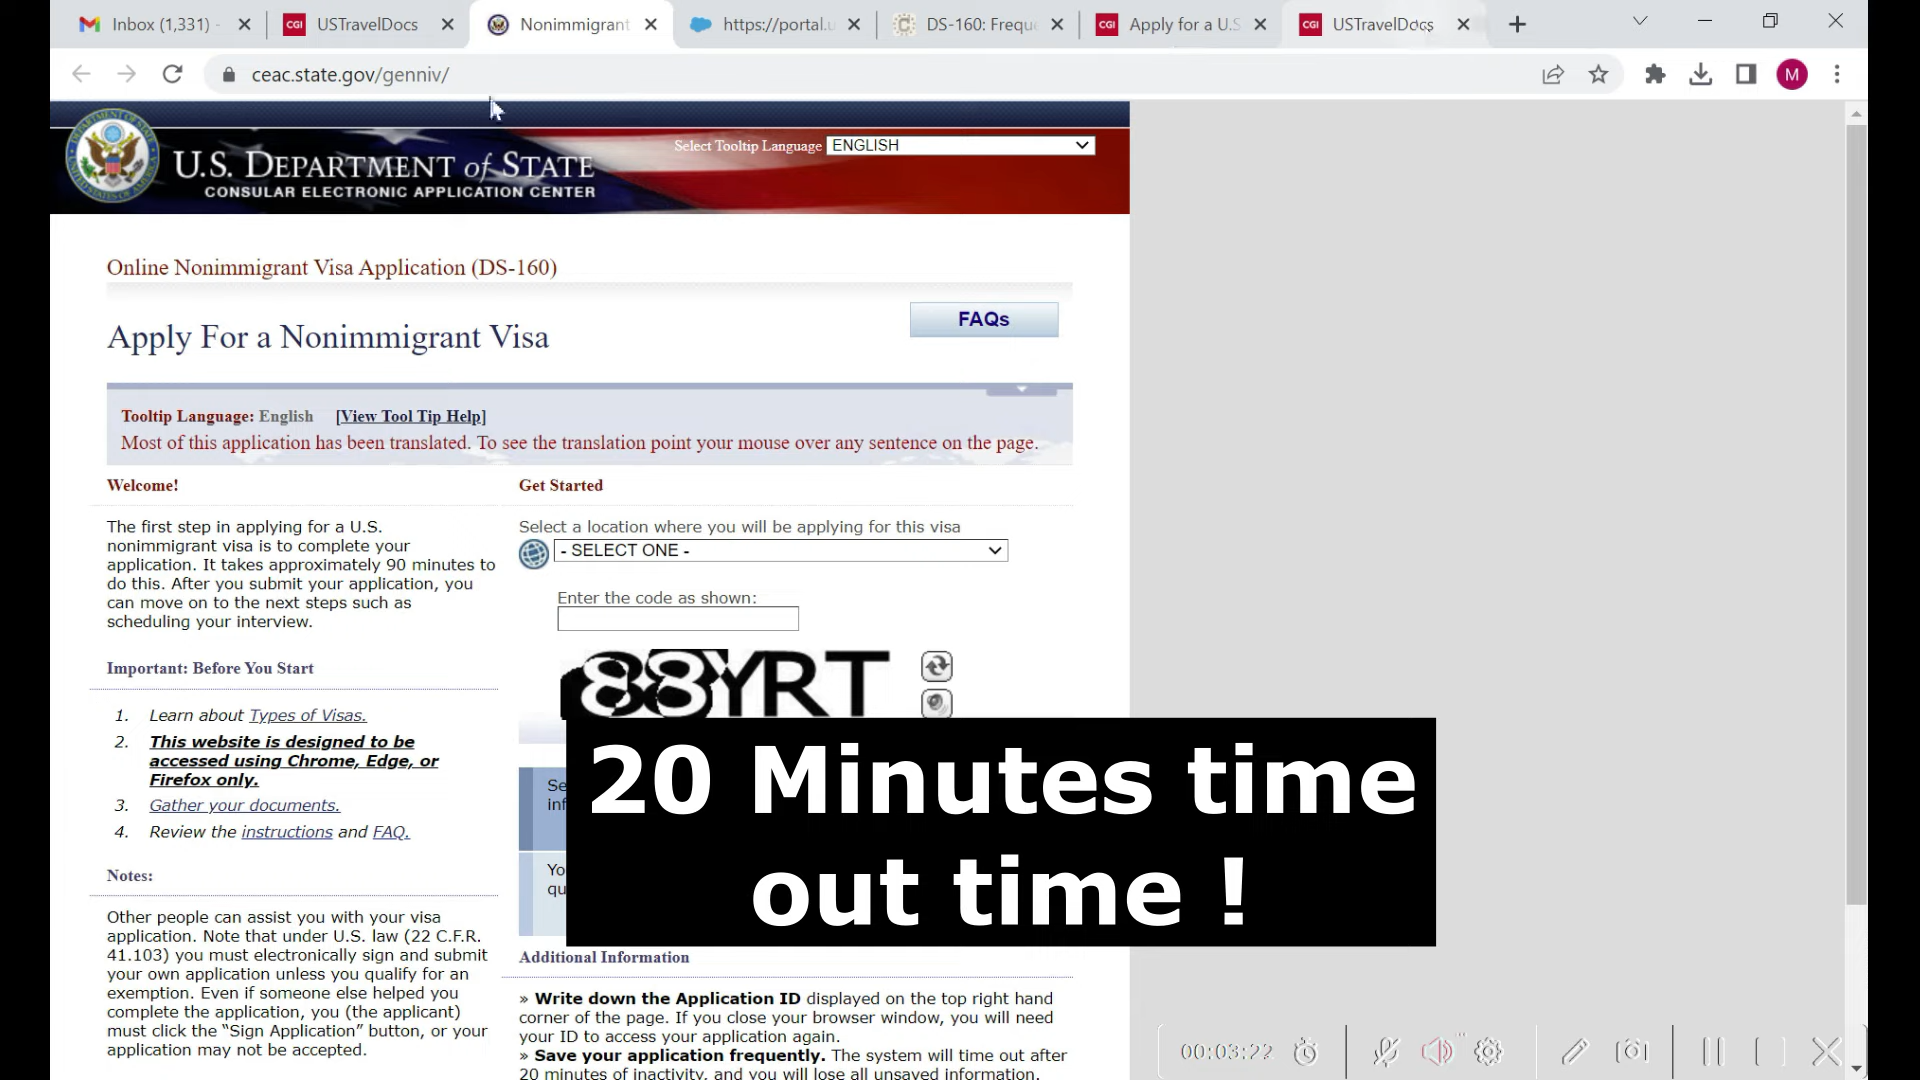 Inbox (1,331) -
USTravelDocs
Nonimmigrant
https://portal.u
DS-160: Frequ
Apply for a U.S
USTravelDocs
ceac.state.gov/genniv/
M
U.S. DEPARTMENT of STATE
CONSULAR ELECTRONIC APPLICATION CENTER
Select Tooltip Language ENGLISH
Online Nonimmigrant Visa Application (DS-160)
Apply For a Nonimmigrant Visa
FAQs
Tooltip Language: English [View Tool Tip Help]
Most of this application has been translated. To see the translation point your mouse over any sentence on the page.
Welcome!
The first step in applying for a U.S.
nonimmigrant visa is to complete your
application. It takes approximately 90 minutes to
do this. After you submit your application, you
can move on to the next steps such as
scheduling your interview.
Important: Before You Start
1. Learn about Types of Visas.
2. This website is designed to be
accessed using Chrome, Edge, or
Firefox only.
3. Gather your documents.
4. Review the instructions and FAQ.
Notes:
Other people can assist you with your visa
application. Note that under U.S. law (22 C.F.R.
41.103) you must electronically sign and submit
your own application unless you qualify for an
exemption. Even if someone else helped you
complete the application, you (the applicant)
must click the “Sign Application” button, or your
application may not be accepted.
Get Started
Select a location where you will be applying for this visa
- SELECT ONE -
Enter the code as shown:
88YRT
20 Minutes time
out time !
Additional Information
» Write down the Application ID displayed on the top right hand
corner of the page. If you close your browser window, you will need
your ID to access your application again.
» Save your application frequently. The system will time out after
20 minutes of inactivity, and you will lose all unsaved information.
00:03:22